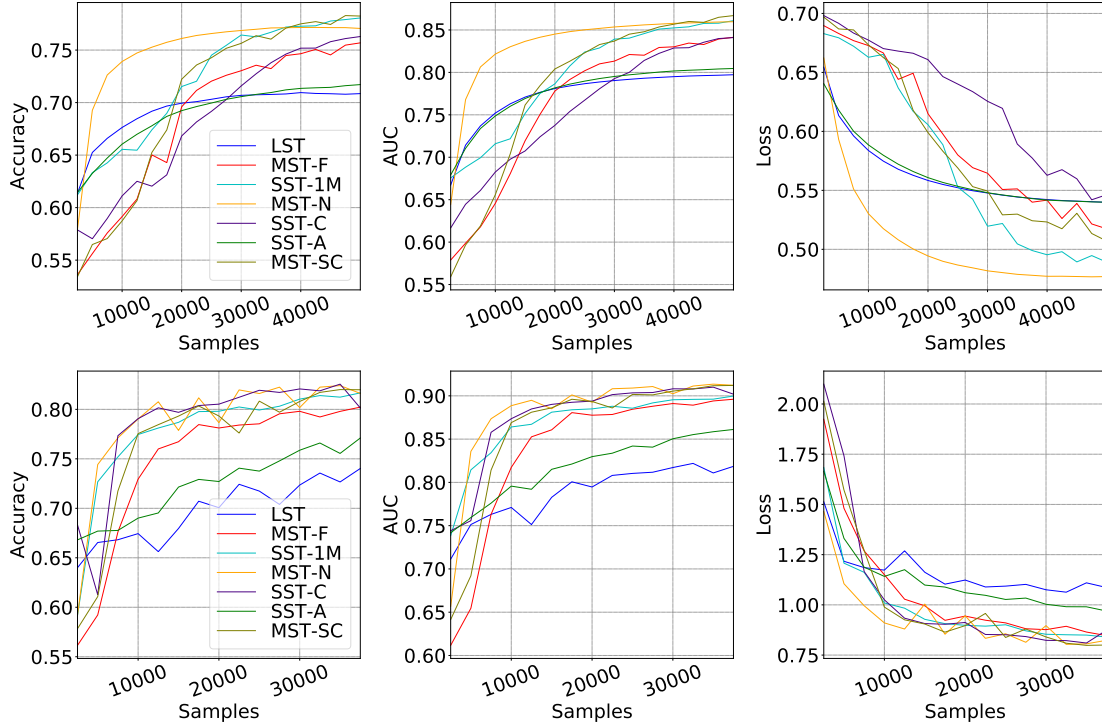 0.75
0.70
0.65
0.60
0.55
Accuracy
LST
MST-F
SST-1M
MST-N
SST-C
SST-A
MST-SC
10000
20000
30000
40000
Samples
0.85
0.80
0.75
0.70
0.65
0.60
0.55
AUC
10000
20000
30000
40000
Samples
0.70
0.65
0.60
0.55
0.50
Loss
10000
20000
30000
40000
Samples
0.80
0.75
0.70
0.65
0.60
0.55
Accuracy
LST
MST-F
SST-1M
MST-N
SST-C
SST-A
MST-SC
10000
20000
30000
Samples
0.90
0.85
0.80
0.75
0.70
0.65
0.60
AUC
10000
20000
30000
Samples
2.00
1.75
1.50
1.25
1.00
0.75
Loss
10000
20000
30000
Samples